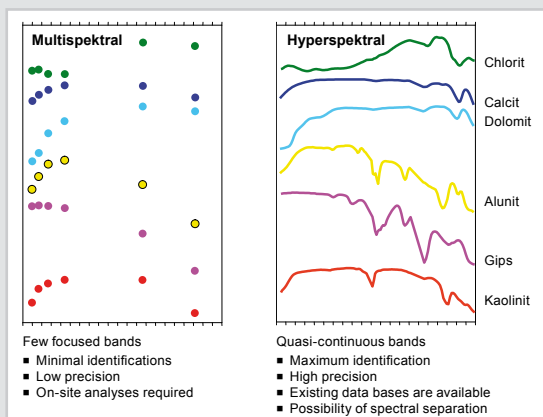 Multispektral
Hyperspektral
Chlorit
Calcit
Dolomit
Alunit
Gips
Kaolinit
Few focused bands
■ Minimal identifications
■ Low precision
■ On-site analyses required
Quasi-continuous bands
■ Maximum identification
■ High precision
■ Existing data bases are available
■ Possibility of spectral separation